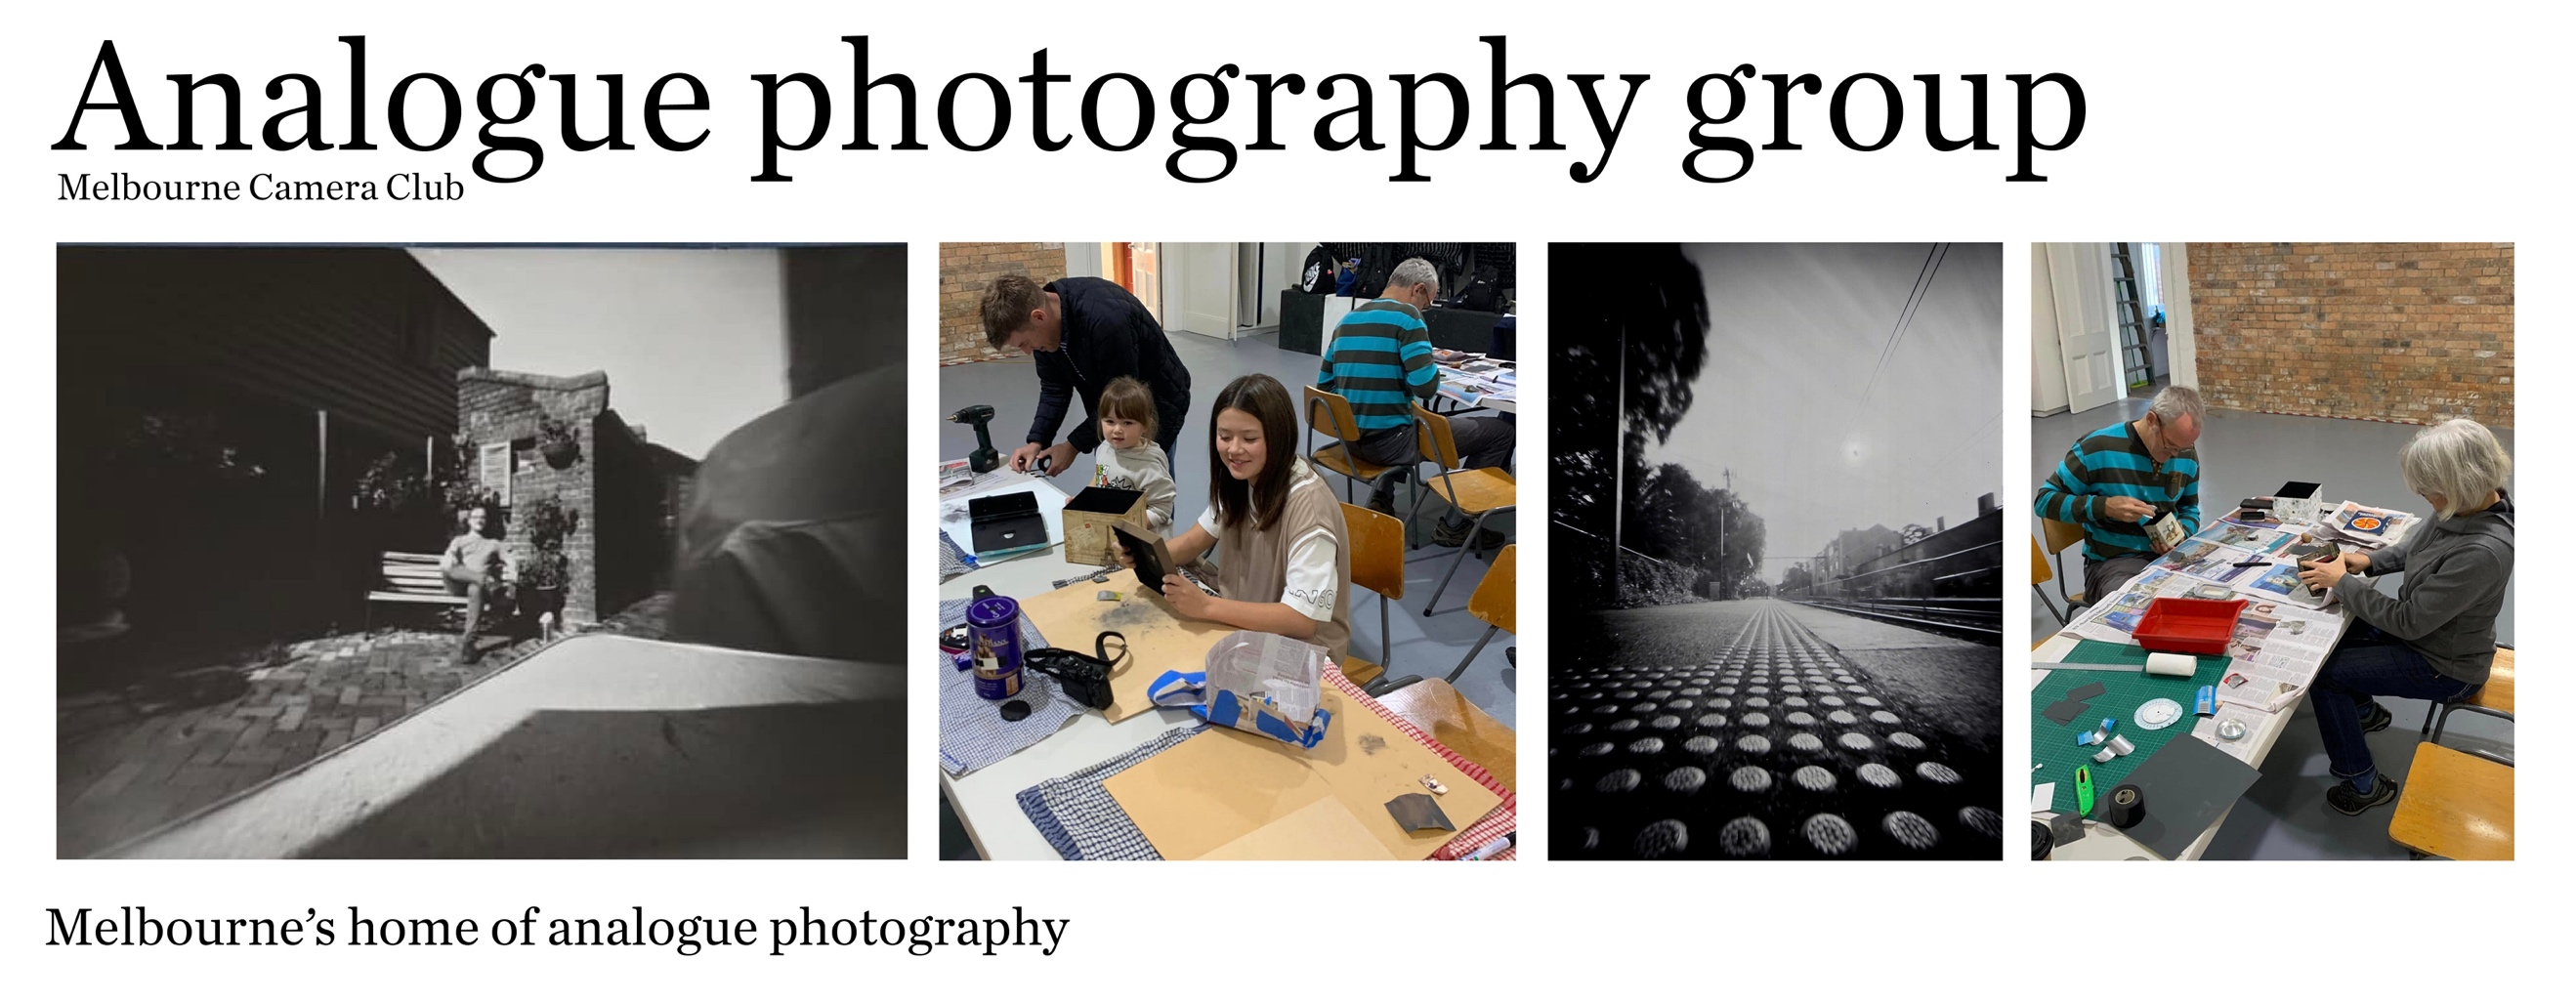 Analogue photography group
Melbourne Camera Club
Melbourne’s home of analogue photography